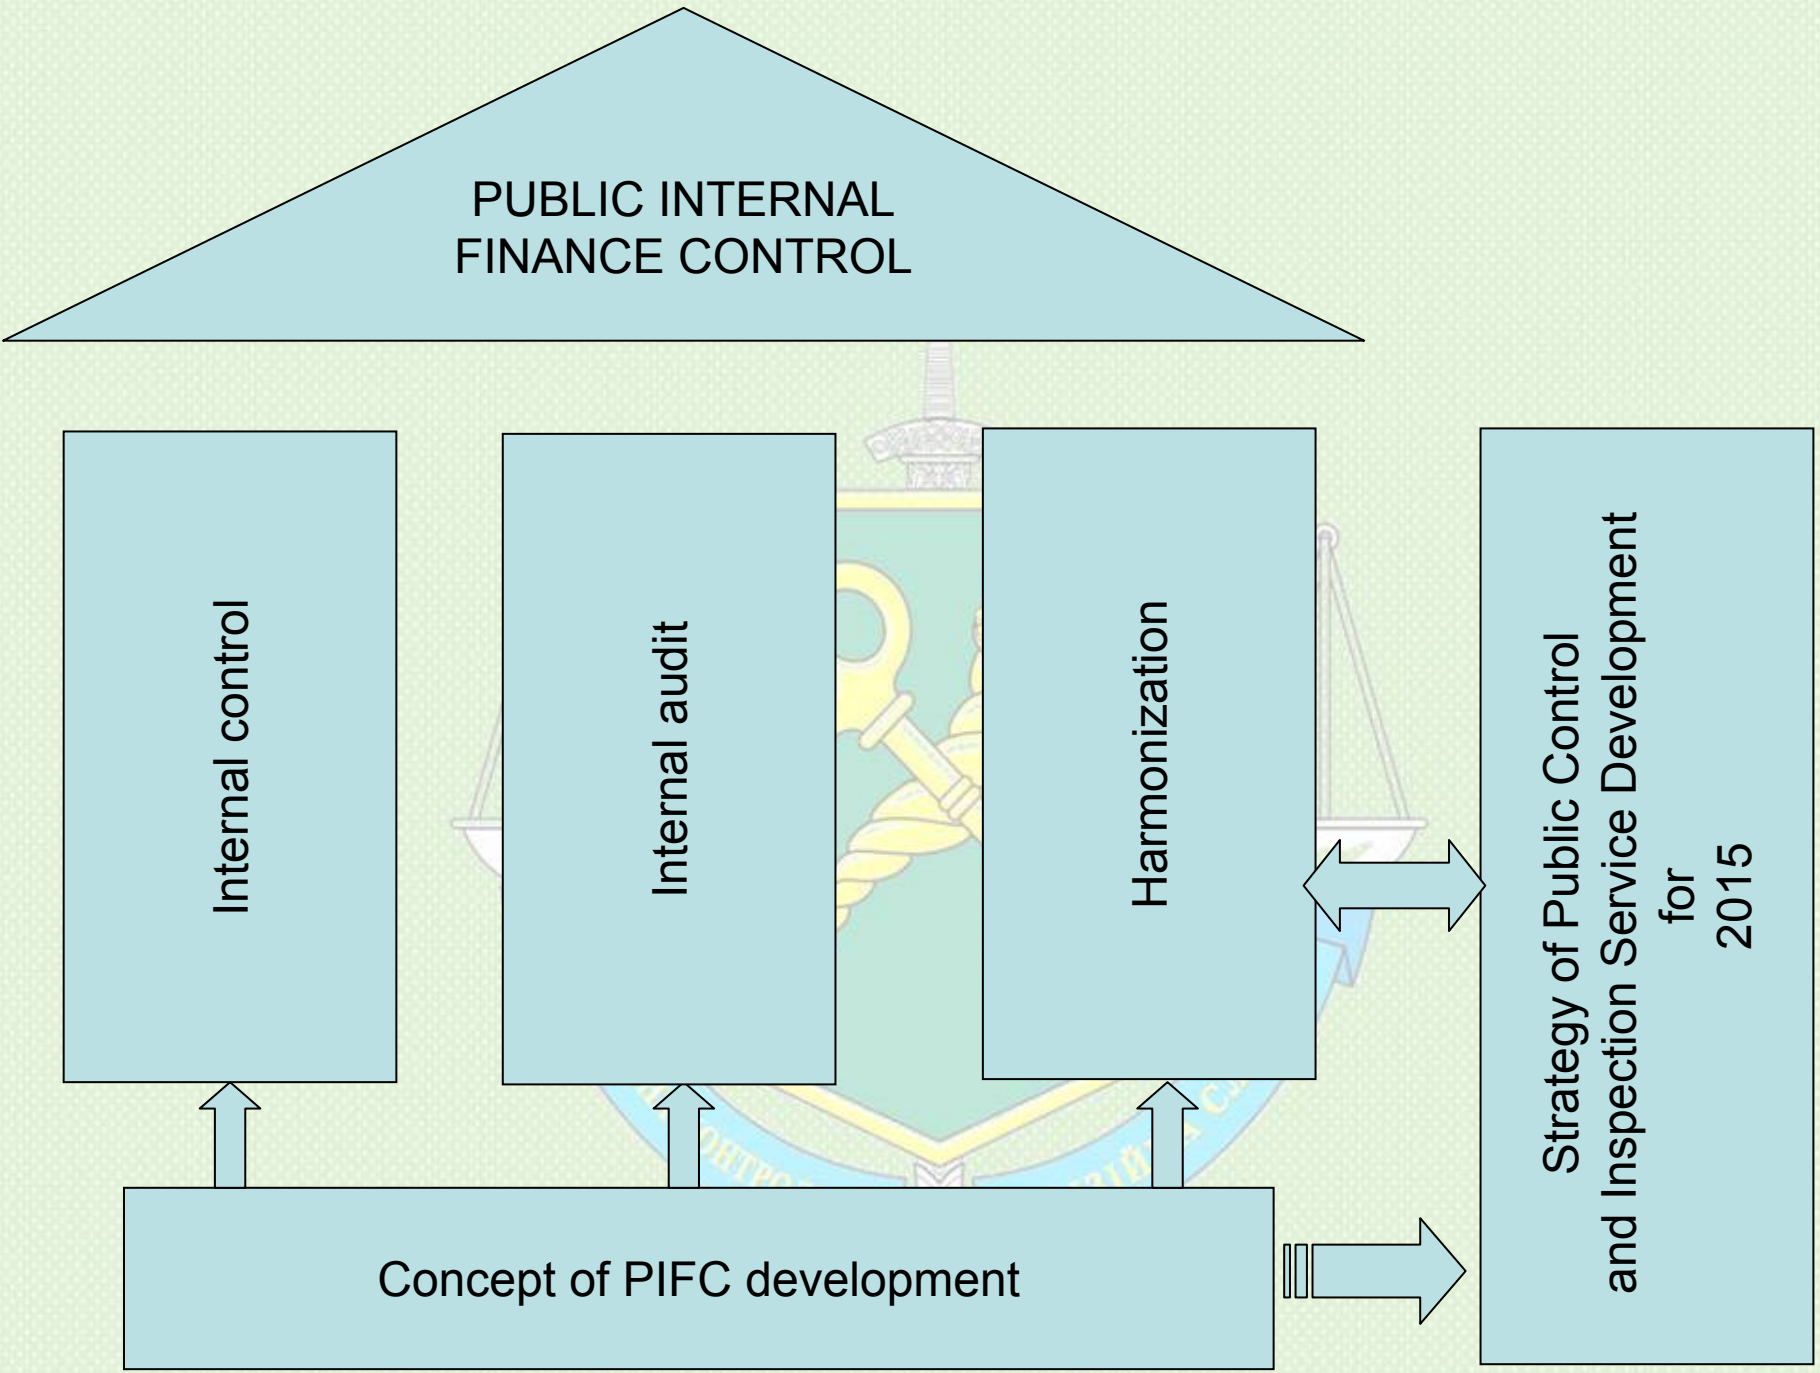 PUBLIC INTERNAL
FINANCE CONTROL
Internal control
Internal audit
Harmonization
Strategy of Public Control
and Inspection Service Development
for
2015
Concept of PIFC development